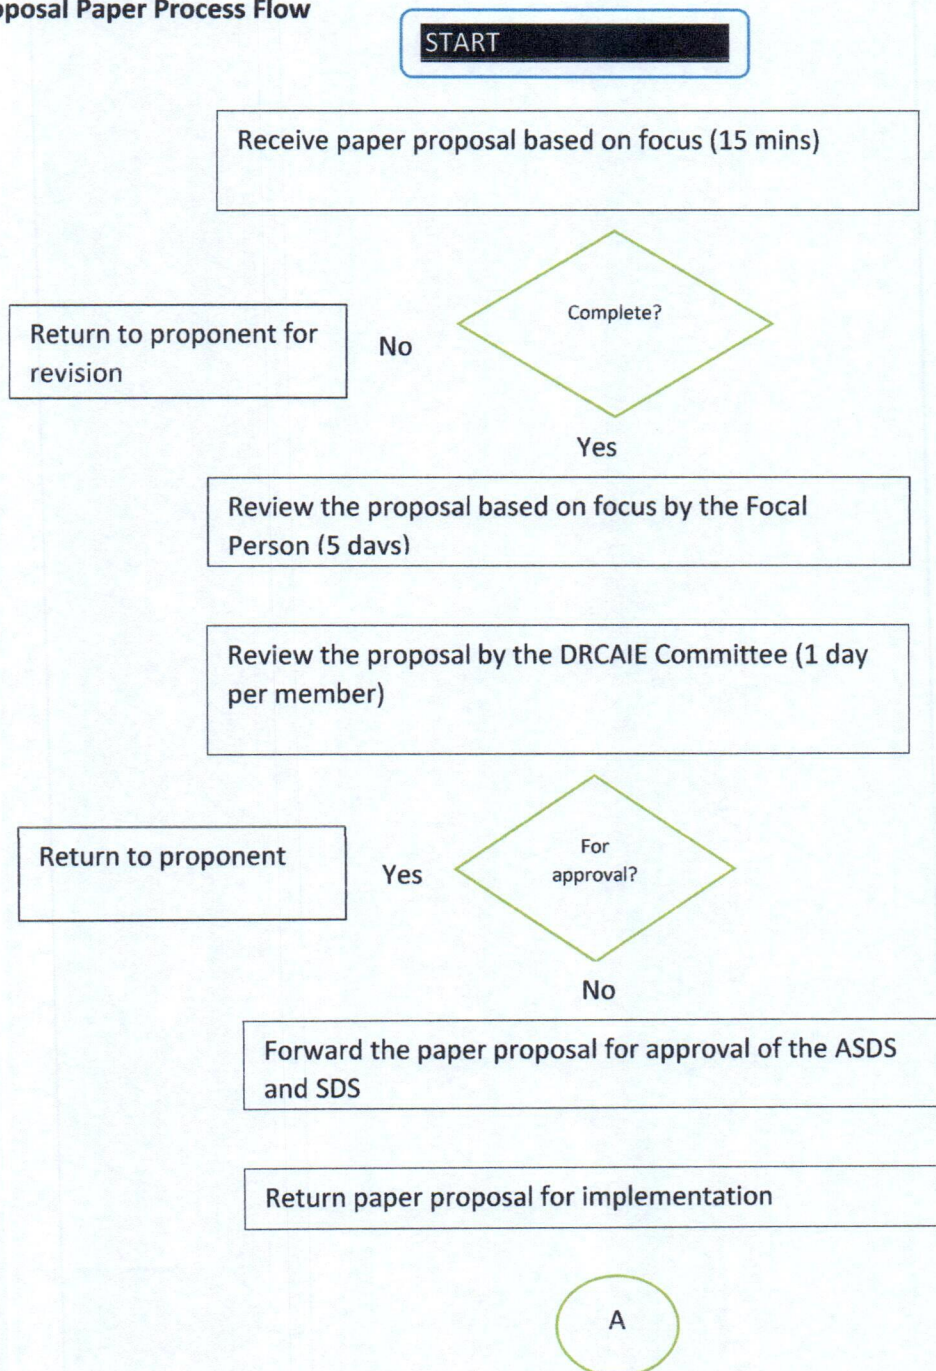 Paper Process Flow
START
Receive paper proposal based on focus (15 mins)
Complete?
Return to proponent for
revision
No
Yes
Review the proposal based on focus by the Focal
Person (5 days)
Review the proposal by the DRCAIE Committee (1 day
per member)
For
approval?
Return to proponent
Yes
No
Forward the paper proposal for approval of the ASDS
and SDS
Return paper proposal for implementation
A